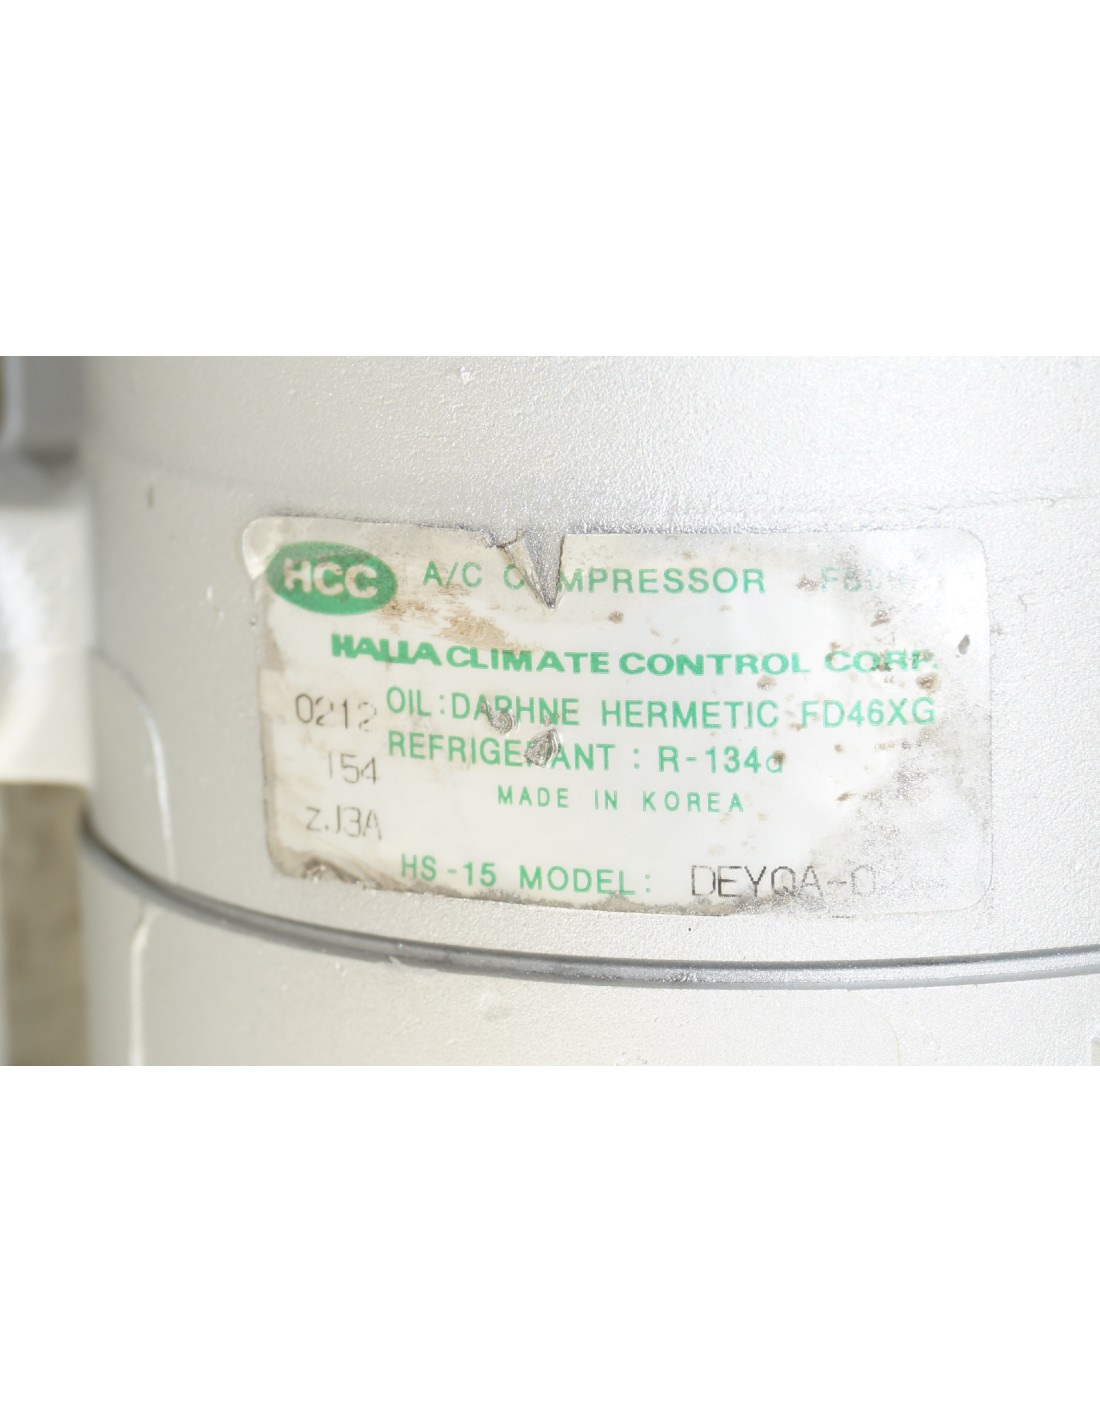 HCC A/C COMPRESSOR
HALLA CLIMATE CONTROL CORP.
0212 OIL:DAPHNE HERMETIC FD46XG
154 REFRIGERANT : R-134a
MADE IN KOREA
ZJ3A
HS-15 MODEL: